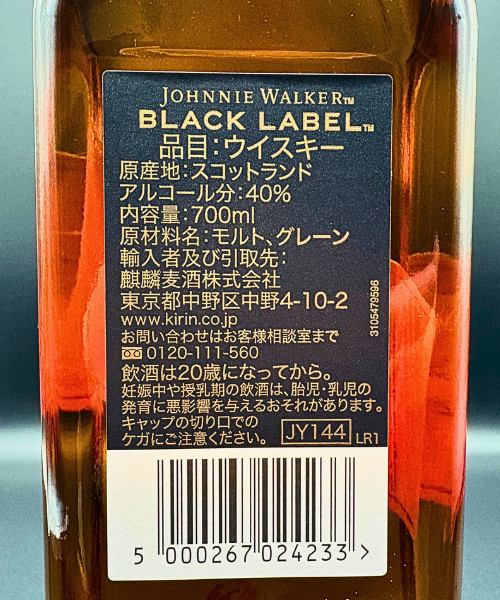 JOHNNIE WALKER™
BLACK LABEL™
品目：ウイスキー
原産地：スコットランド
アルコール分：40%
内容量：700ml
原材料名：モルト、グレーン
輸入者及び引取先：
麒麟麦酒株式会社
東京都中野区中野4-10-2
www.kirin.co.jp
お問い合わせはお客様相談室まで
0120-111-560
飲酒は20歳になってから。
妊娠中や授乳期の飲酒は、胎児・乳児の
発育に悪影響を与えるおそれがあります。
キャップの切り口での
ケガにご注意ください。 JY144 LR1
3105479596
5 000267 024233 >